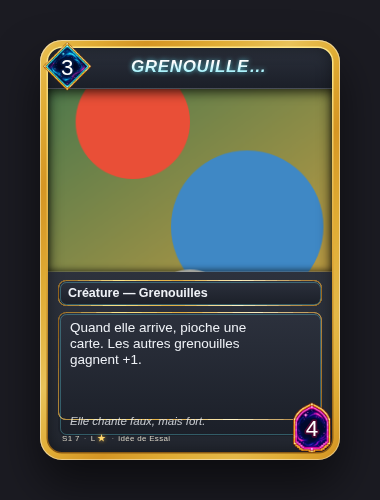 3
GRENOUILLE…
Créature — Grenouilles
Quand elle arrive, pioche une
carte. Les autres grenouilles
gagnent +1.
Elle chante faux, mais fort.
S1 7 · L ★ · Idée de Essai
4